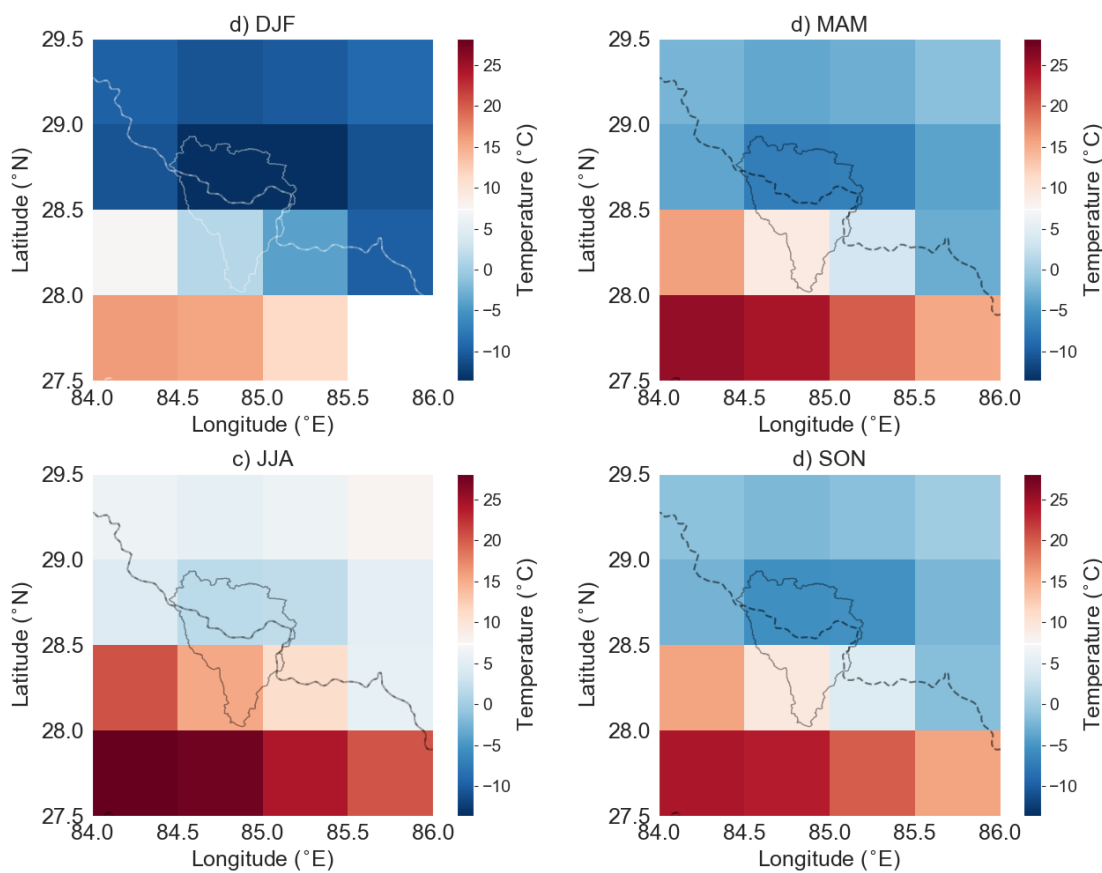 d) DJF
29.5
29.0
28.5
28.0
27.5
84.0 84.5 85.0 85.5 86.0
Latitude (˚N)
Longitude (˚E)
25
20
15
10
5
0
−5
−10
Temperature (˚C)
d) MAM
29.5
29.0
28.5
28.0
27.5
84.0 84.5 85.0 85.5 86.0
Latitude (˚N)
Longitude (˚E)
25
20
15
10
5
0
−5
−10
Temperature (˚C)
c) JJA
29.5
29.0
28.5
28.0
27.5
84.0 84.5 85.0 85.5 86.0
Latitude (˚N)
Longitude (˚E)
25
20
15
10
5
0
−5
−10
Temperature (˚C)
d) SON
29.5
29.0
28.5
28.0
27.5
84.0 84.5 85.0 85.5 86.0
Latitude (˚N)
Longitude (˚E)
25
20
15
10
5
0
−5
−10
Temperature (˚C)